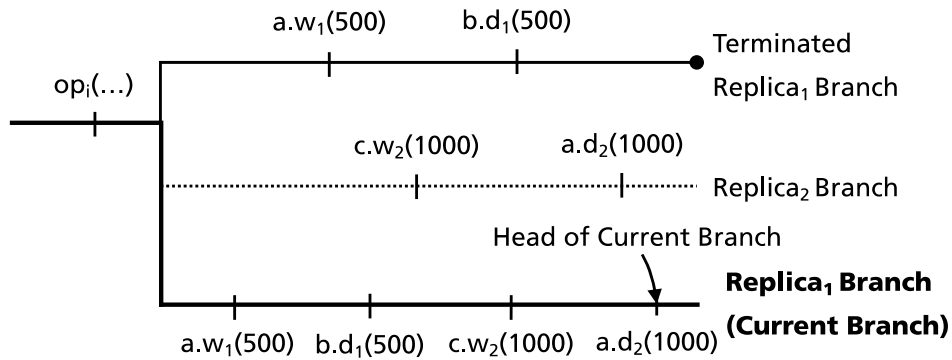 a.w₁(500)
b.d₁(500)
Terminated
Replica₁ Branch
opᵢ(...)
c.w₂(1000)
a.d₂(1000)
Replica₂ Branch
Head of Current Branch
Replica₁ Branch
(Current Branch)
a.w₁(500)
b.d₁(500)
c.w₂(1000)
a.d₂(1000)